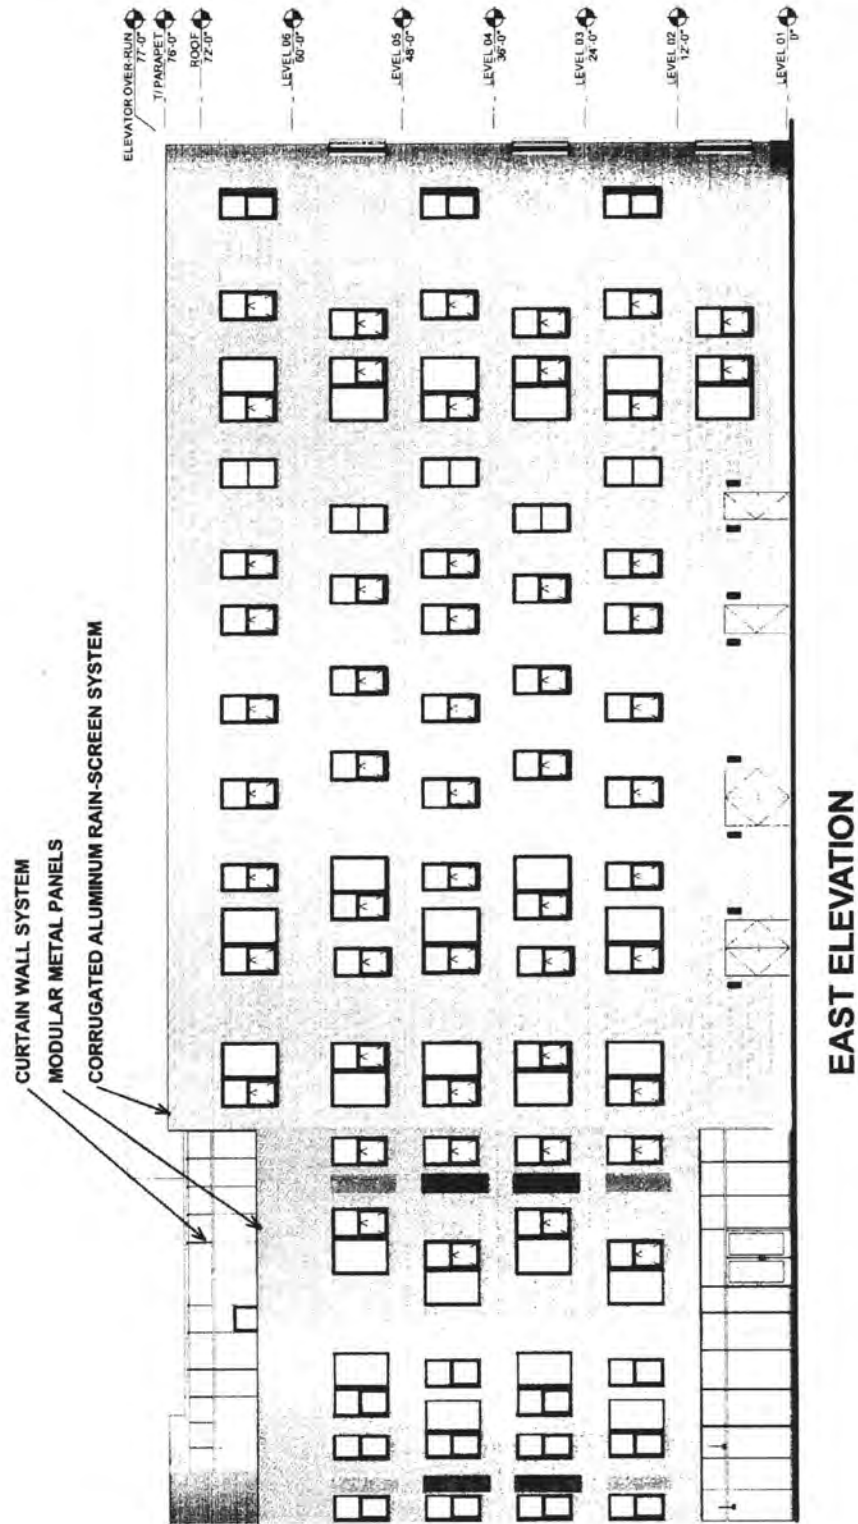 CURTAIN WALL SYSTEM
MODULAR METAL PANELS
CORRUGATED ALUMINUM RAIN-SCREEN SYSTEM
ELEVATOR OVER-RUN
77'-0"
T/ PARAPET
76'-0"
ROOF
72'-0"
LEVEL 06
60'-0"
LEVEL 05
48'-0"
LEVEL 04
36'-0"
LEVEL 03
24'-0"
LEVEL 02
12'-0"
LEVEL 01
0"
EAST ELEVATION